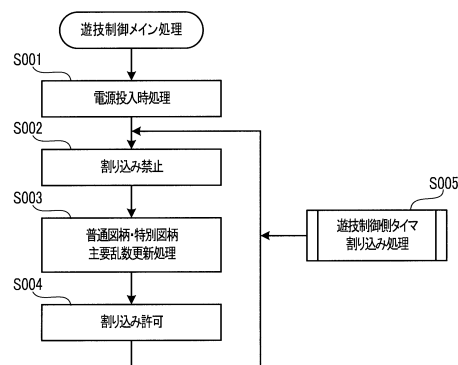 遊技制御メイン処理
S001
電源投入時処理
S002
割り込み禁止
S003
普通図柄・特別図柄
主要乱数更新処理
S004
割り込み許可
S005
遊技制御側タイマ
割り込み処理